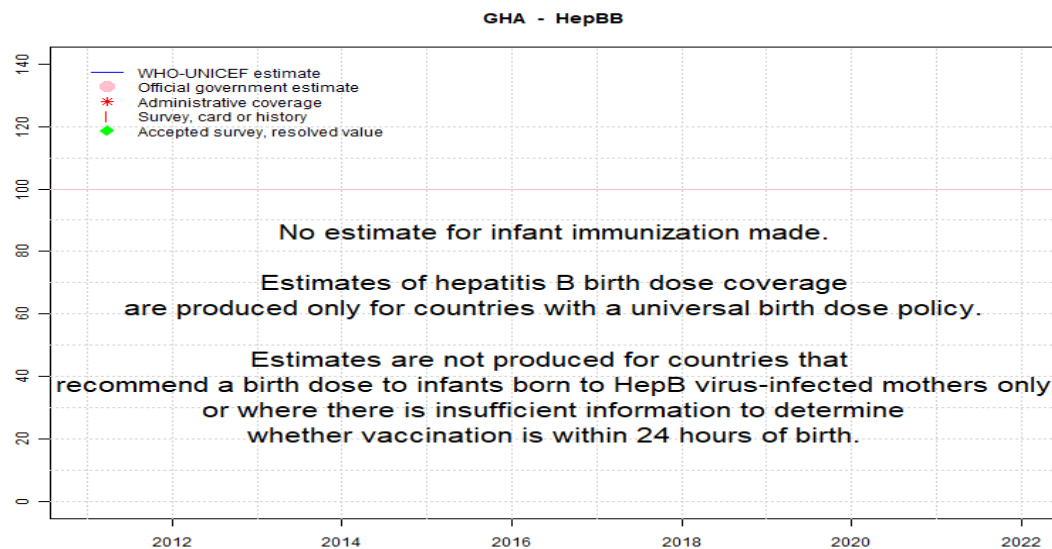 GHA - HepBB
140
120
100
80
60
40
20
0
WHO-UNICEF estimate
Official government estimate
Administrative coverage
Survey, card or history
Accepted survey, resolved value
No estimate for infant immunization made.
Estimates of hepatitis B birth dose coverage
are produced only for countries with a universal birth dose policy.
Estimates are not produced for countries that
recommend a birth dose to infants born to HepB virus-infected mothers only
or where there is insufficient information to determine
whether vaccination is within 24 hours of birth.
2012 2014 2016 2018 2020 2022